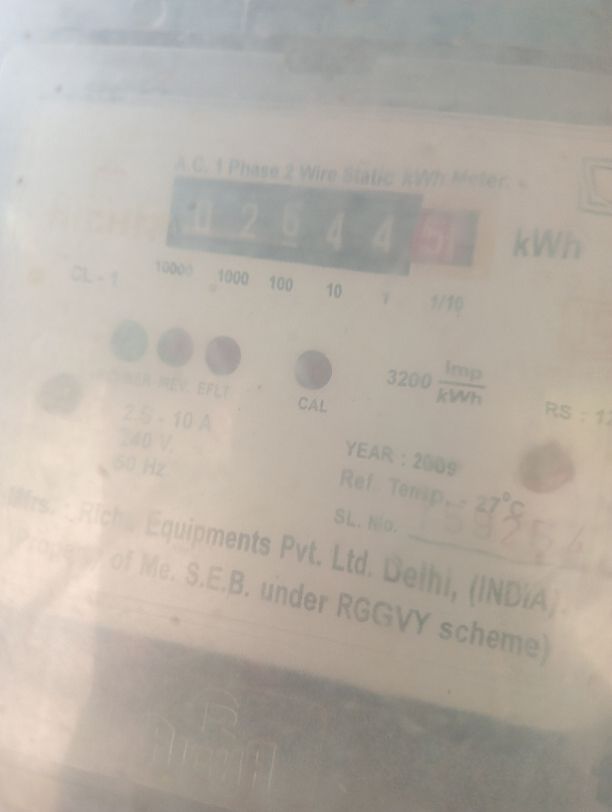 A.C. 1 Phase 2 Wire Static kWh Meter.
0 2 6 4 4 5 kWh
CL - 1 10000 1000 100 10 1 1/10
REV. EFLT
CAL
3200 imp/kWh
2.5 - 10 A
240 V.
50 Hz
RS : 12
YEAR : 2009
Ref. Temp. - 27°C
SL. No.
Mfrs. : Equipments Pvt. Ltd. Delhi, (INDIA).
Property of Me. S.E.B. under RGGVY scheme)